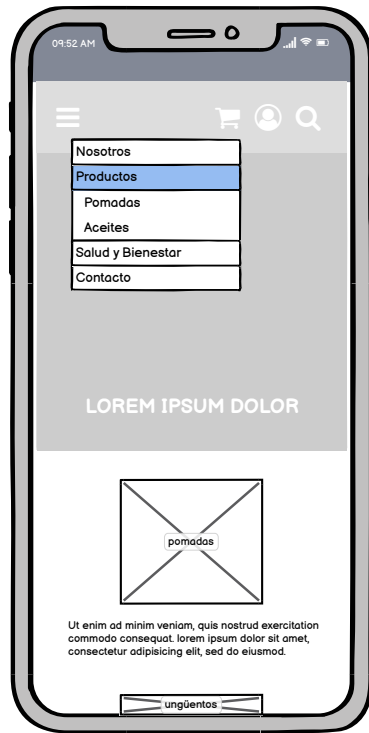 09:52 AM
Nosotros
Productos
Pomadas
Aceites
Salud y Bienestar
Contacto
LOREM IPSUM DOLOR
pomadas
Ut enim ad minim veniam, quis nostrud exercitation
commodo consequat. lorem ipsum dolor sit amet,
consectetur adipisicing elit, sed do eiusmod.
ungüentos